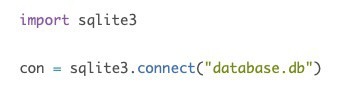 import sqlite3
con = sqlite3.connect("database.db")